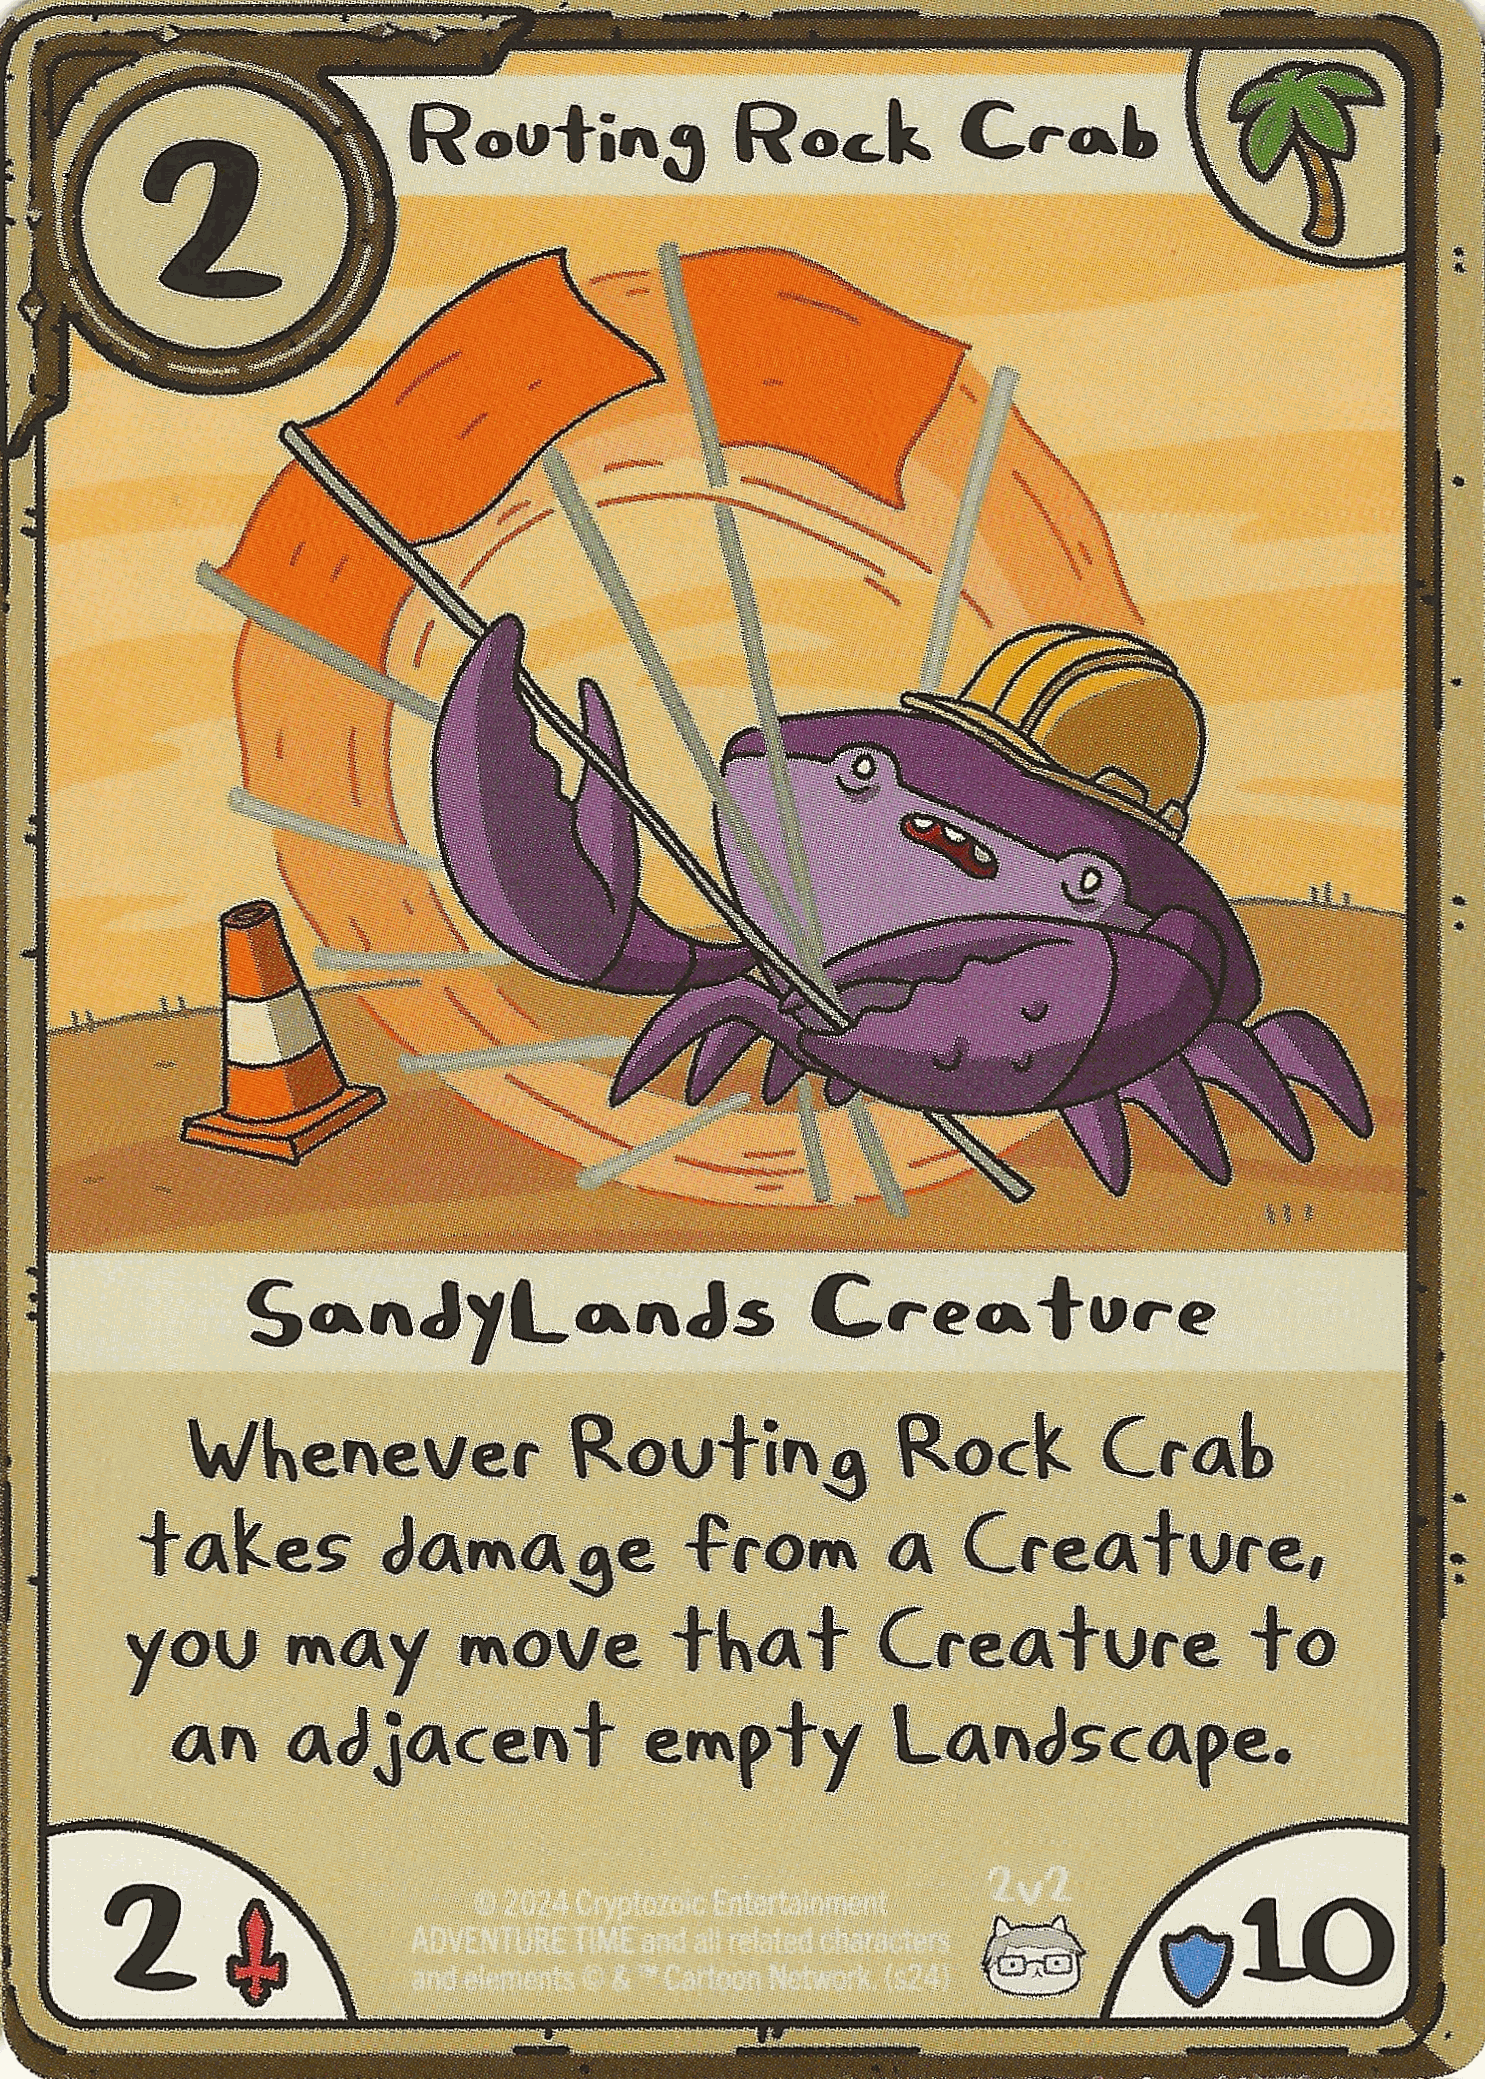 2
Routing Rock Crab
SandyLands Creature
Whenever Routing Rock Crab
takes damage from a Creature,
you may move that Creature to
an adjacent empty Landscape.
2
© 2024 Cryptozoic Entertainment
ADVENTURE TIME and all related characters
and elements © & ™ Cartoon Network. (s24)
2v2
10